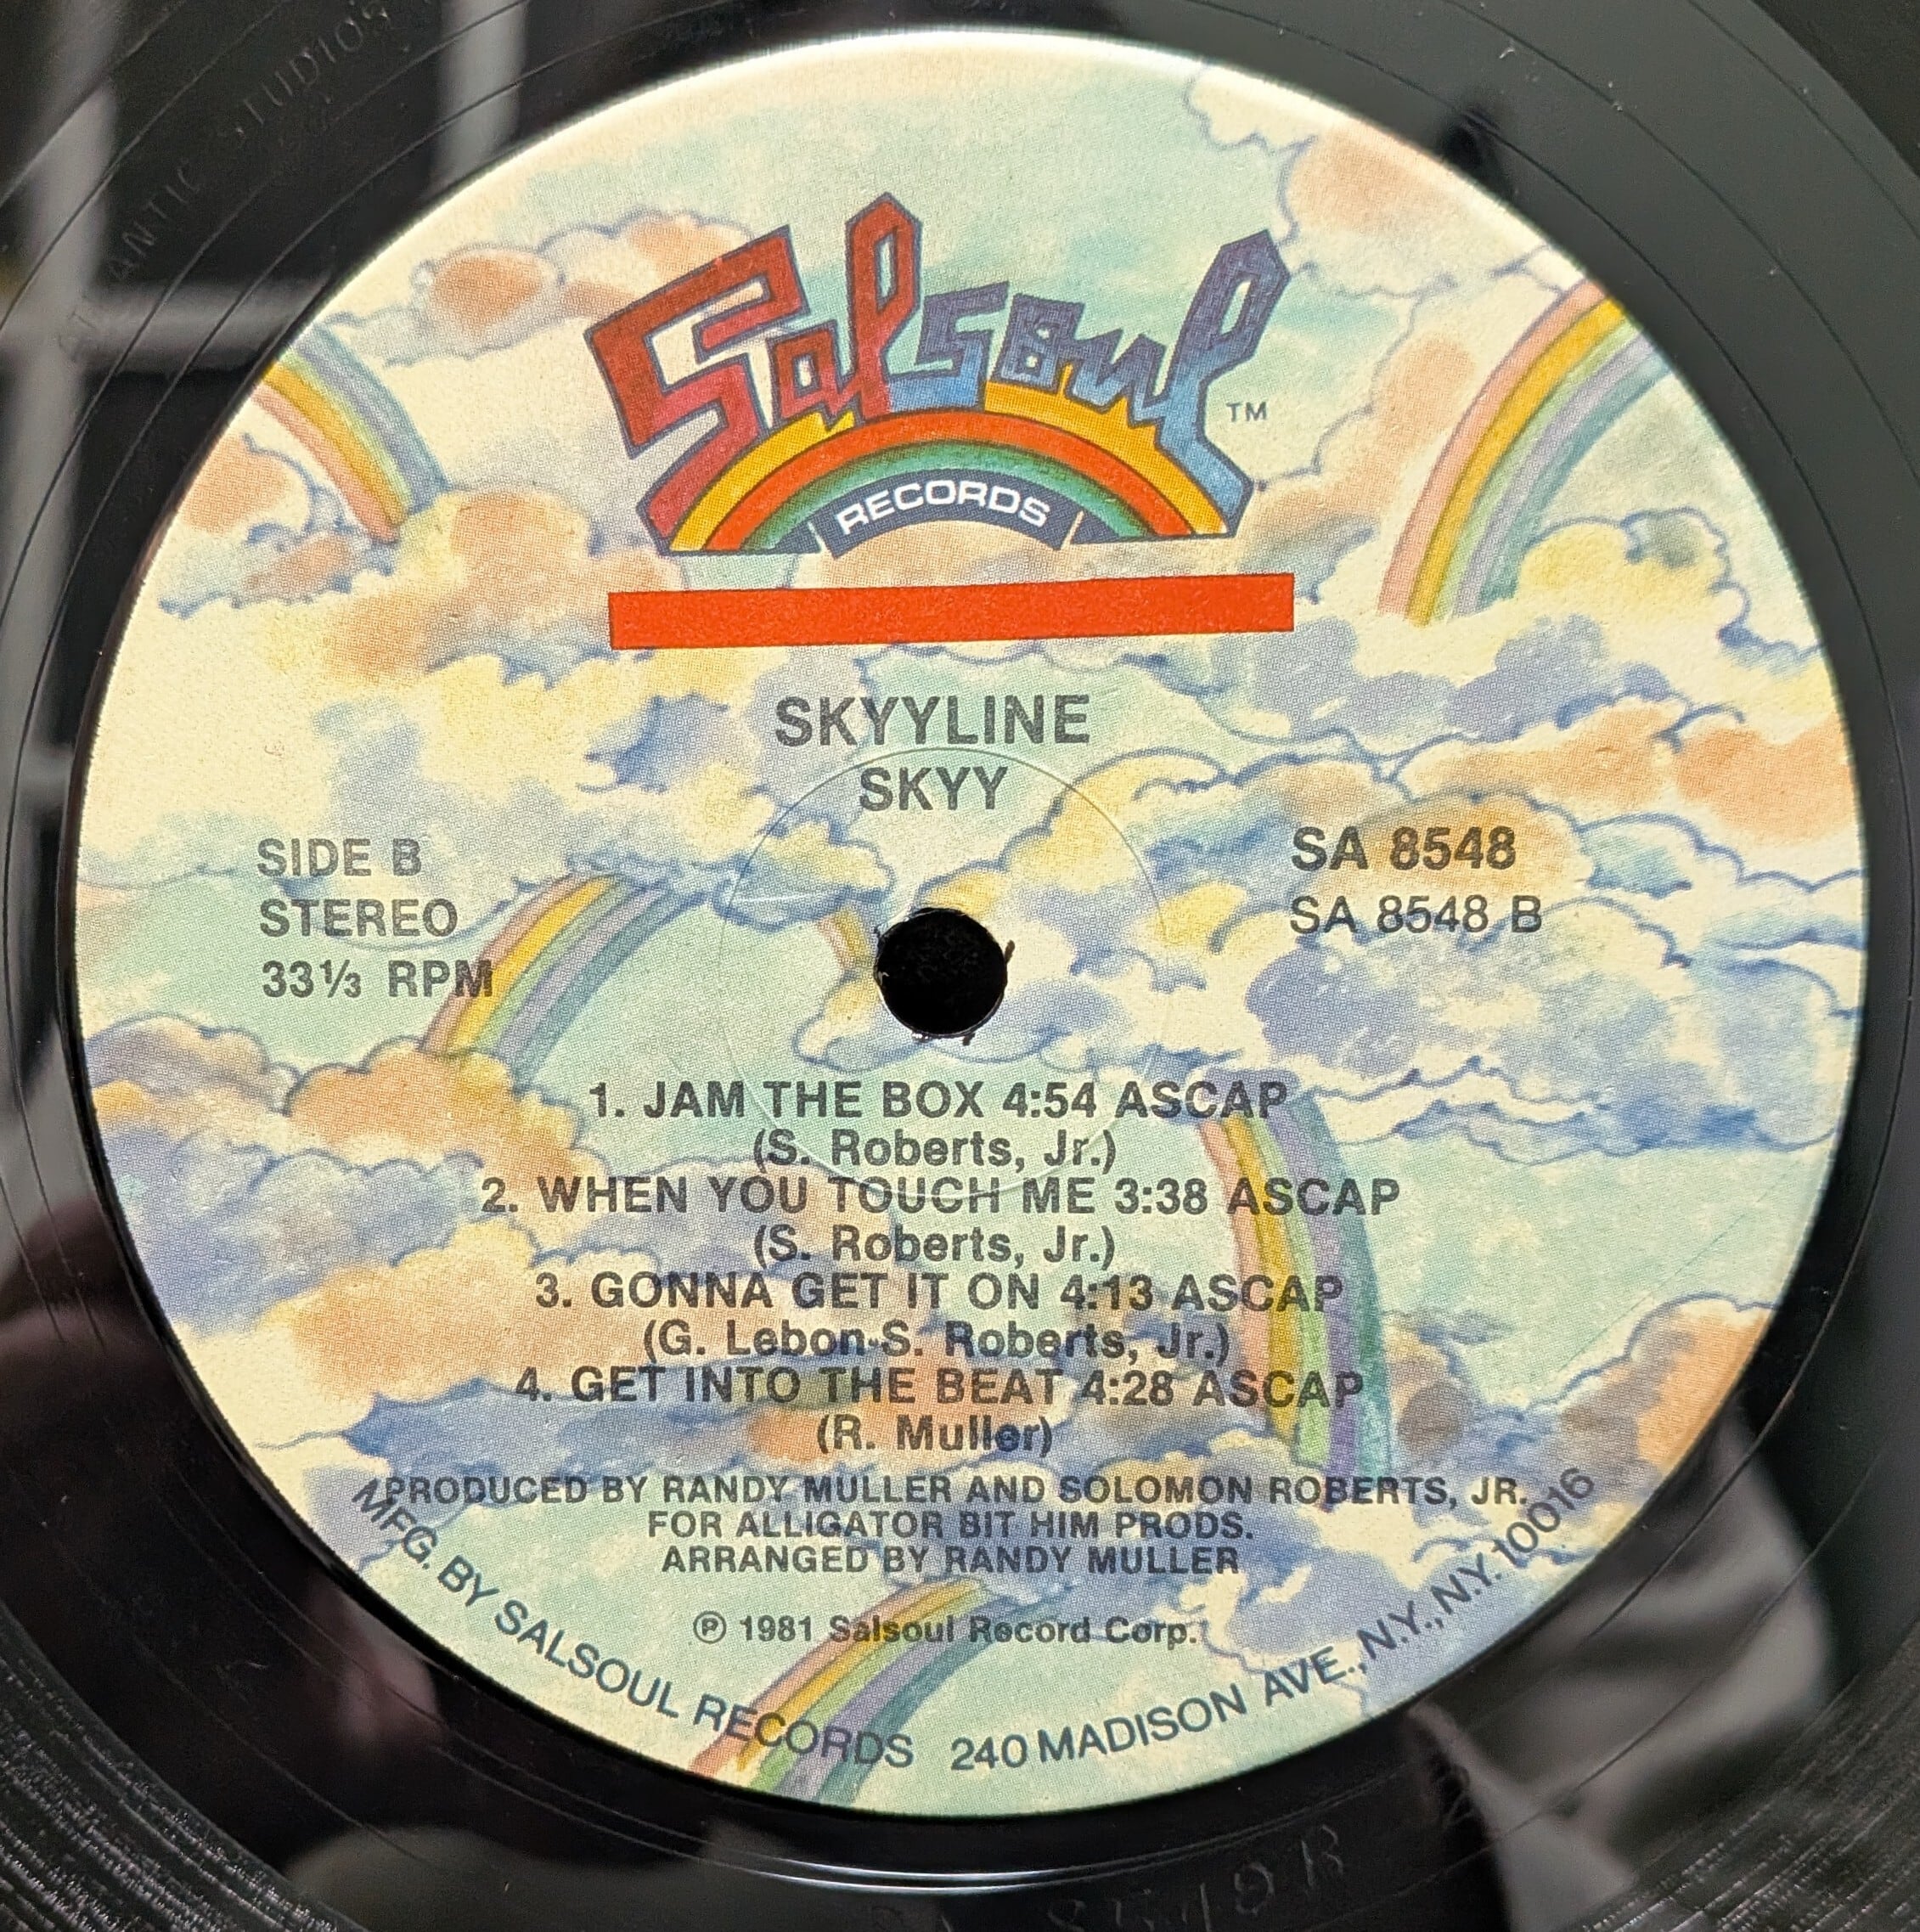 ANTIC STUDIOS
Salsoul TM
RECORDS
SKYYLINE
SKYY
SIDE B
STEREO
33⅓ RPM
SA 8548
SA 8548 B
1. JAM THE BOX 4:54 ASCAP
(S. Roberts, Jr.)
2. WHEN YOU TOUCH ME 3:38 ASCAP
(S. Roberts, Jr.)
3. GONNA GET IT ON 4:13 ASCAP
(G. Lebon-S. Roberts, Jr.)
4. GET INTO THE BEAT 4:28 ASCAP
(R. Muller)
PRODUCED BY RANDY MULLER AND SOLOMON ROBERTS, JR.
FOR ALLIGATOR BIT HIM PRODS.
ARRANGED BY RANDY MULLER
℗ 1981 Salsoul Record Corp.
MFG. BY SALSOUL RECORDS 240 MADISON AVE., N.Y., N.Y. 10016